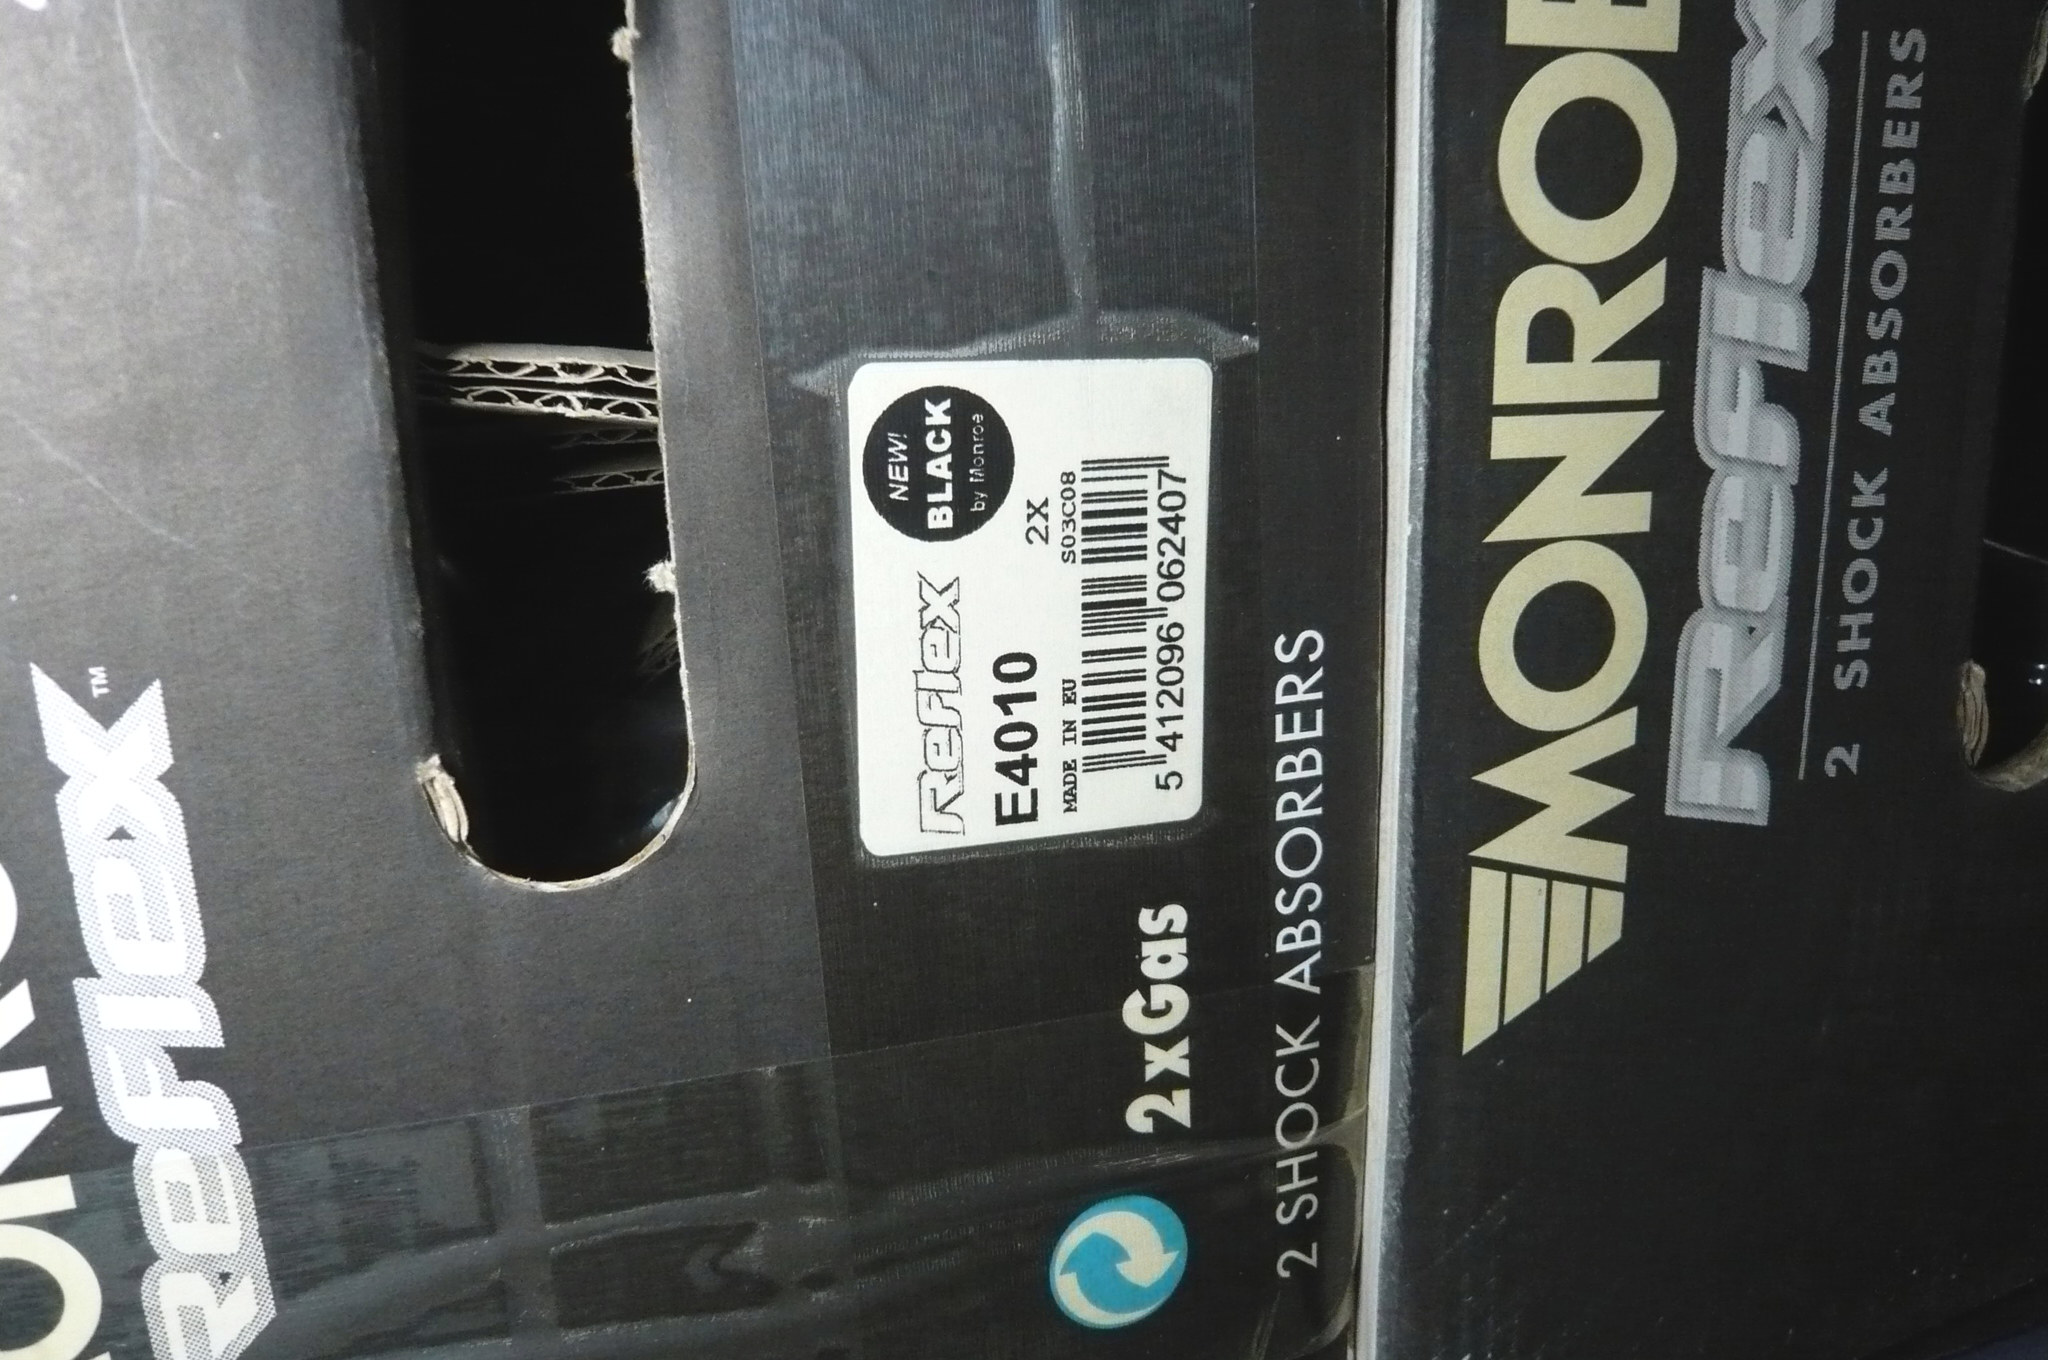 Reflex™
NEW!
BLACK
by Monroe
Reflex
E4010
2X
MADE IN EU
S03C08
5 412096 062407
2xGas
2 SHOCK ABSORBERS
MONROE
Reflex
2 SHOCK ABSORBERS